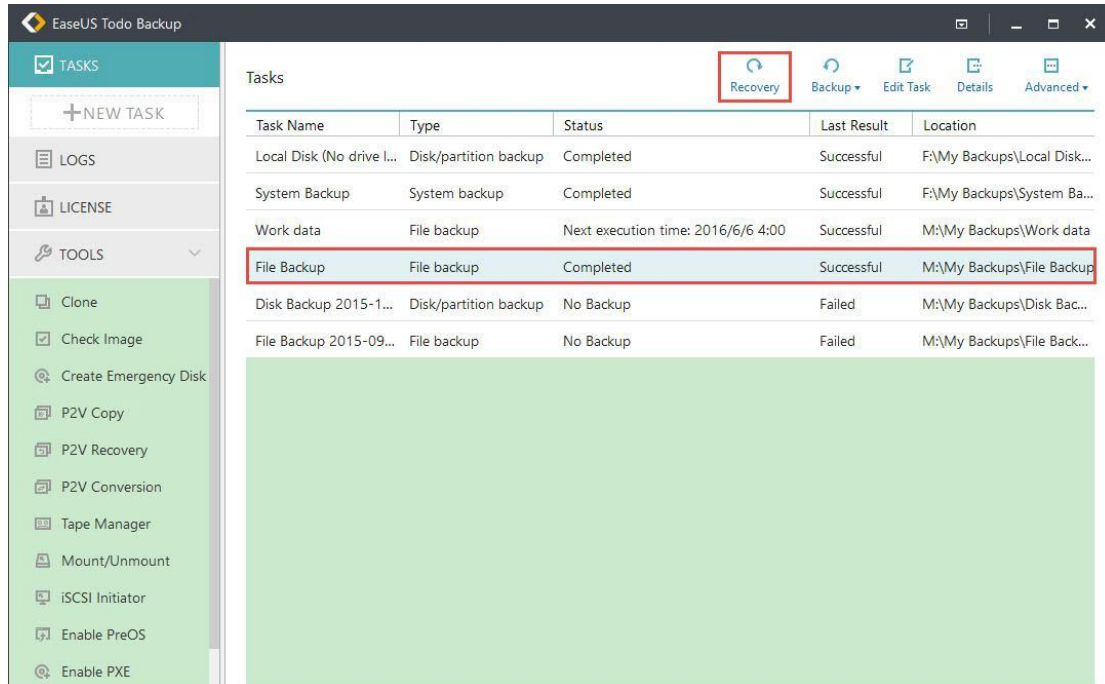 EaseUS Todo Backup
TASKS
NEW TASK
LOGS
LICENSE
TOOLS
Clone
Check Image
Create Emergency Disk
P2V Copy
P2V Recovery
P2V Conversion
Tape Manager
Mount/Unmount
iSCSI Initiator
Enable PreOS
Enable PXE
Tasks
Recovery Backup Edit Task Details Advanced
Task Name Type Status Last Result Location
Local Disk (No drive l... Disk/partition backup Completed Successful F:\My Backups\Local Disk...
System Backup System backup Completed Successful F:\My Backups\System Ba...
Work data File backup Next execution time: 2016/6/6 4:00 Successful M:\My Backups\Work data
File Backup File backup Completed Successful M:\My Backups\File Backup
Disk Backup 2015-1... Disk/partition backup No Backup Failed M:\My Backups\Disk Bac...
File Backup 2015-09... File backup No Backup Failed M:\My Backups\File Back...